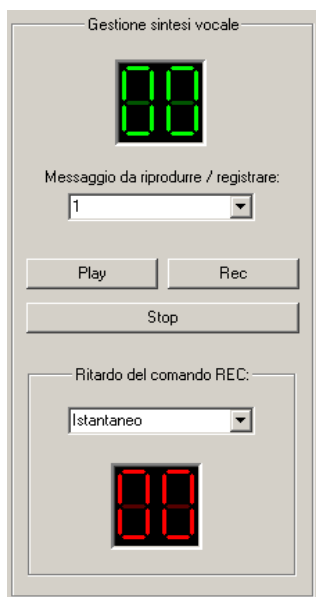 Gestione sintesi vocale
00
Messaggio da riprodurre / registrare:
1
Play Rec
Stop
Ritardo del comando REC:
Istantaneo
00